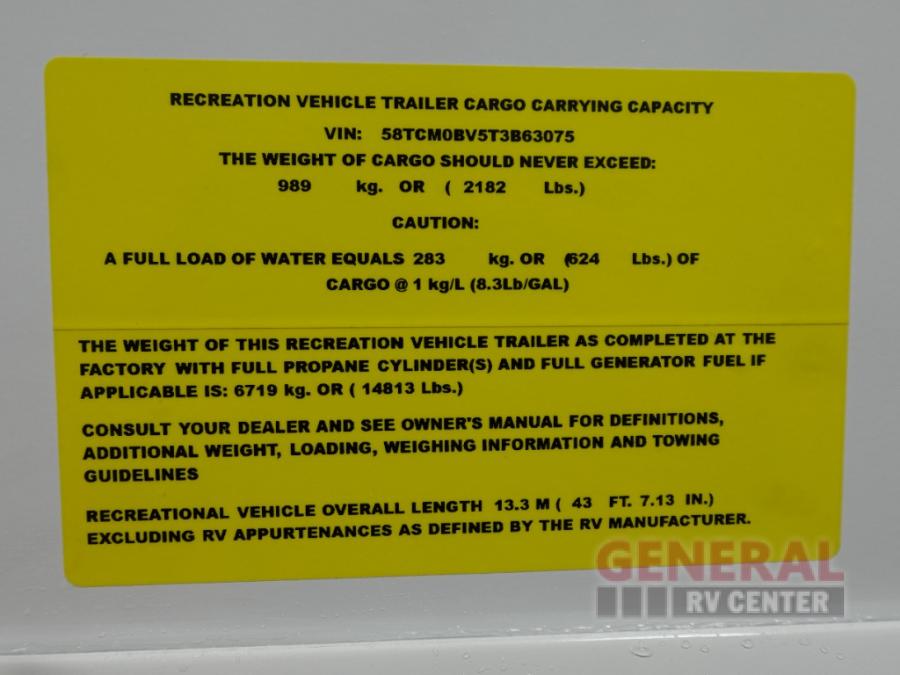 RECREATION VEHICLE TRAILER CARGO CARRYING CAPACITY
VIN: 58TCM0BV5T3B63075
THE WEIGHT OF CARGO SHOULD NEVER EXCEED:
989 kg. OR ( 2182 Lbs.)
CAUTION:
A FULL LOAD OF WATER EQUALS 283 kg. OR (624 Lbs.) OF
CARGO @ 1 kg/L (8.3Lb/GAL)
THE WEIGHT OF THIS RECREATION VEHICLE TRAILER AS COMPLETED AT THE
FACTORY WITH FULL PROPANE CYLINDER(S) AND FULL GENERATOR FUEL IF
APPLICABLE IS: 6719 kg. OR ( 14813 Lbs.)
CONSULT YOUR DEALER AND SEE OWNER'S MANUAL FOR DEFINITIONS,
ADDITIONAL WEIGHT, LOADING, WEIGHING INFORMATION AND TOWING
GUIDELINES
RECREATIONAL VEHICLE OVERALL LENGTH 13.3 M ( 43 FT. 7.13 IN.)
EXCLUDING RV APPURTENANCES AS DEFINED BY THE RV MANUFACTURER.
GENERAL
RV CENTER